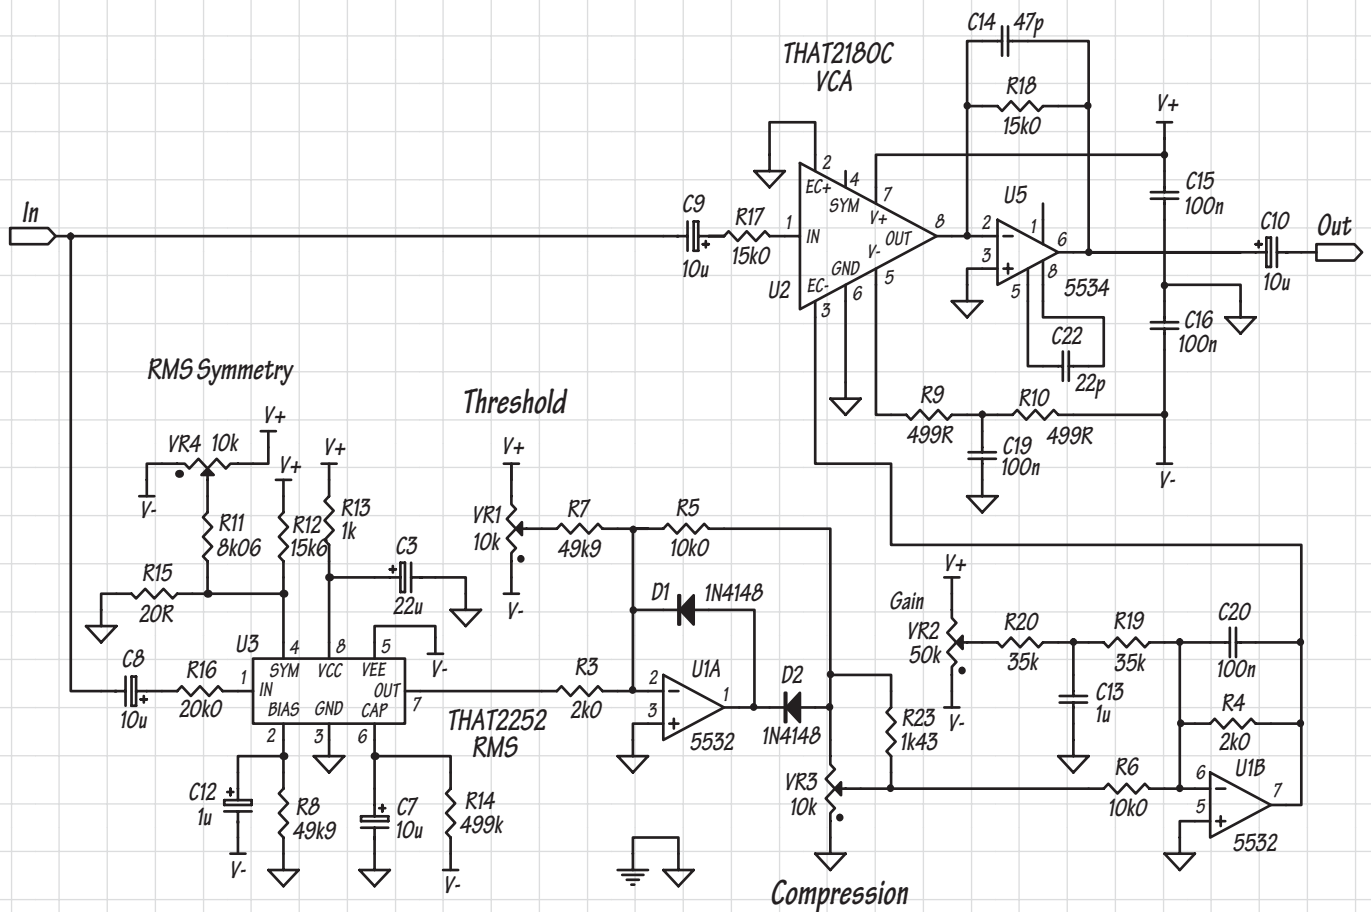 C14 47p
THAT2180C
VCA
R18
15k0
V+
2
4
7
EC+
SYM
V+
U5
C15
100n
In
C9
R17
1
IN
OUT
8
2
1
6
C10
Out
10u
15k0
V-
3
GND
5
8
5534
10u
U2
EC-
6
5
3
C22
22p
C16
100n
RMS Symmetry
Threshold
R9
499R
R10
499R
C19
100n
V-
V+
VR4 10k
V-
V+
V+
R11
8k06
R12
15k6
R13
1k
V+
VR1
10k
V-
R7
49k9
R5
10k0
C3
22u
R15
20R
D1
1N4148
V+
Gain
VR2
50k
V-
R20
35k
R19
35k
C20
100n
U3
4
8
5
V-
C8
10u
R16
20k0
1
SYM
VCC
VEE
IN
OUT
7
BIAS
GND
CAP
2
3
6
THAT2252
RMS
R3
2k0
2
3
U1A
1
5532
D2
1N4148
C13
1u
R4
2k0
R23
1k43
C12
1u
V-
R8
49k9
C7
10u
R14
499k
V-
VR3
10k
R6
10k0
6
5
U1B
7
5532
Compression